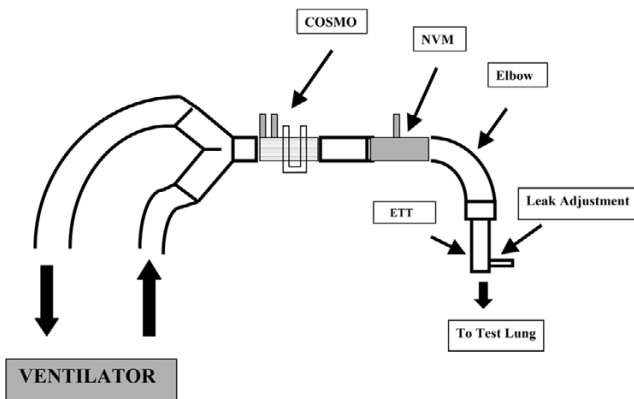 COSMO
NVM
Elbow
ETT
Leak Adjustment
To Test Lung
VENTILATOR